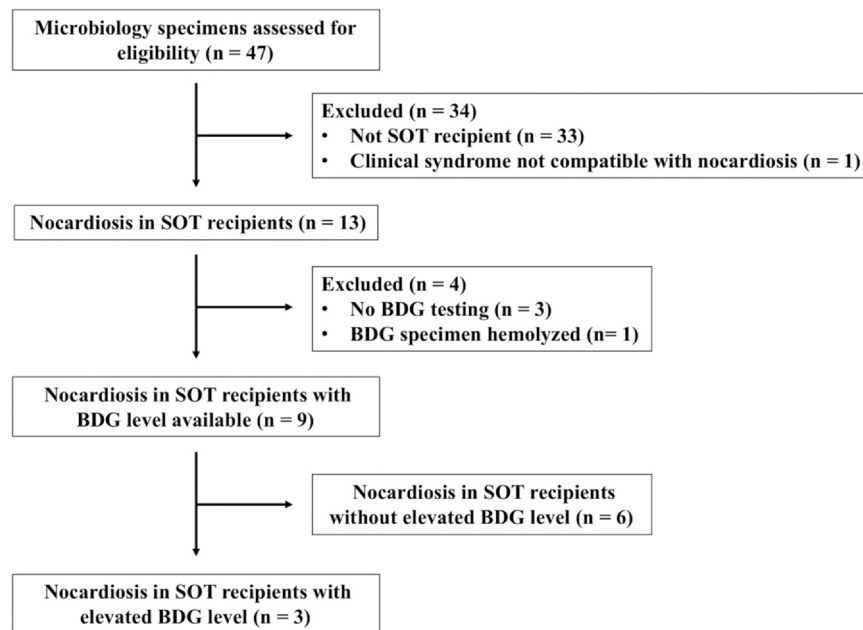 Microbiology specimens assessed for
eligibility (n = 47)
Excluded (n = 34)
• Not SOT recipient (n = 33)
• Clinical syndrome not compatible with nocardiosis (n = 1)
Nocardiosis in SOT recipients (n = 13)
Excluded (n = 4)
• No BDG testing (n = 3)
• BDG specimen hemolyzed (n= 1)
Nocardiosis in SOT recipients with
BDG level available (n = 9)
Nocardiosis in SOT recipients
without elevated BDG level (n = 6)
Nocardiosis in SOT recipients with
elevated BDG level (n = 3)